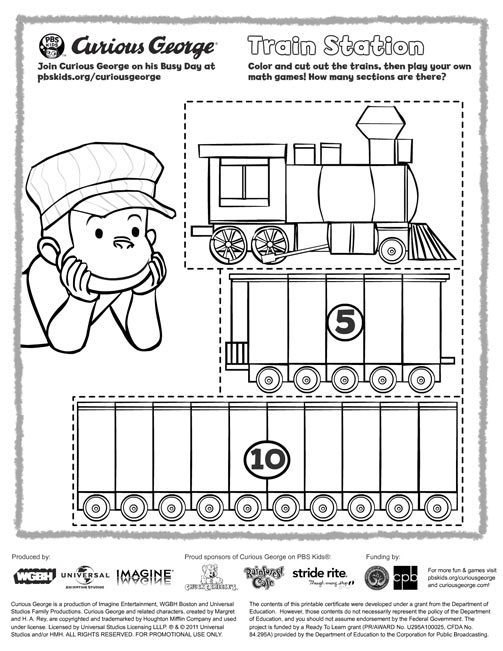 PBS KIDS Curious George® Train Station
Join Curious George on his Busy Day at
pbskids.org/curiousgeorge
Color and cut out the trains, then play your own
math games! How many sections are there?
5
10
Produced by:
Proud sponsors of Curious George on PBS Kids®:
Funding by:
WGBH
UNIVERSAL
ANIMATION STUDIOS
IMAGINE
CHUCK E. CHEESE'S
Rainforest Cafe
stride rite.
cpb
For more fun & games visit
pbskids.org/curiousgeorge
and curiousgeorge.com!
Curious George is a production of Imagine Entertainment, WGBH Boston and Universal
Studios Family Productions. Curious George and related characters, created by Margret
and H. A. Rey, are copyrighted and trademarked by Houghton Mifflin Company and used
under license. Licensed by Universal Studios Licensing LLLP. ® & © 2011 Universal
Studios and/or HMH. ALL RIGHTS RESERVED. FOR PROMOTIONAL USE ONLY.
The contents of this printable certificate were developed under a grant from the Department of
Education. However, those contents do not necessarily represent the policy of the Department
of Education, and you should not assume endorsement by the Federal Government. The
project is funded by a Ready To Learn grant (PR/AWARD No. U295A100025, CFDA No.
84.295A) provided by the Department of Education to the Corporation for Public Broadcasting.